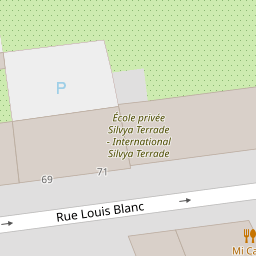 P
École privée
Silvya Terrade
- International
Silvya Terrade
69
71
Rue Louis Blanc
Mi Ca